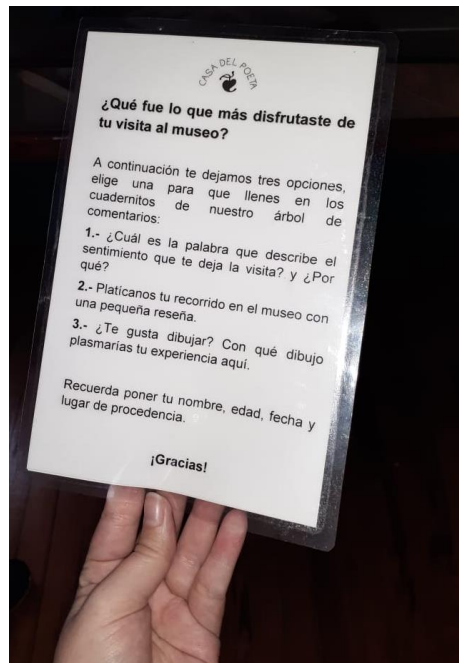 CASA DEL POETA
¿Qué fue lo que más disfrutaste de
tu visita al museo?
A continuación te dejamos tres opciones,
elige una para que llenes en los
cuadernitos de nuestro árbol de
comentarios:
1.- ¿Cuál es la palabra que describe el
sentimiento que te deja la visita? y ¿Por
qué?
2.- Platícanos tu recorrido en el museo con
una pequeña reseña.
3.- ¿Te gusta dibujar? Con qué dibujo
plasmarías tu experiencia aquí.
Recuerda poner tu nombre, edad, fecha y
lugar de procedencia.
¡Gracias!